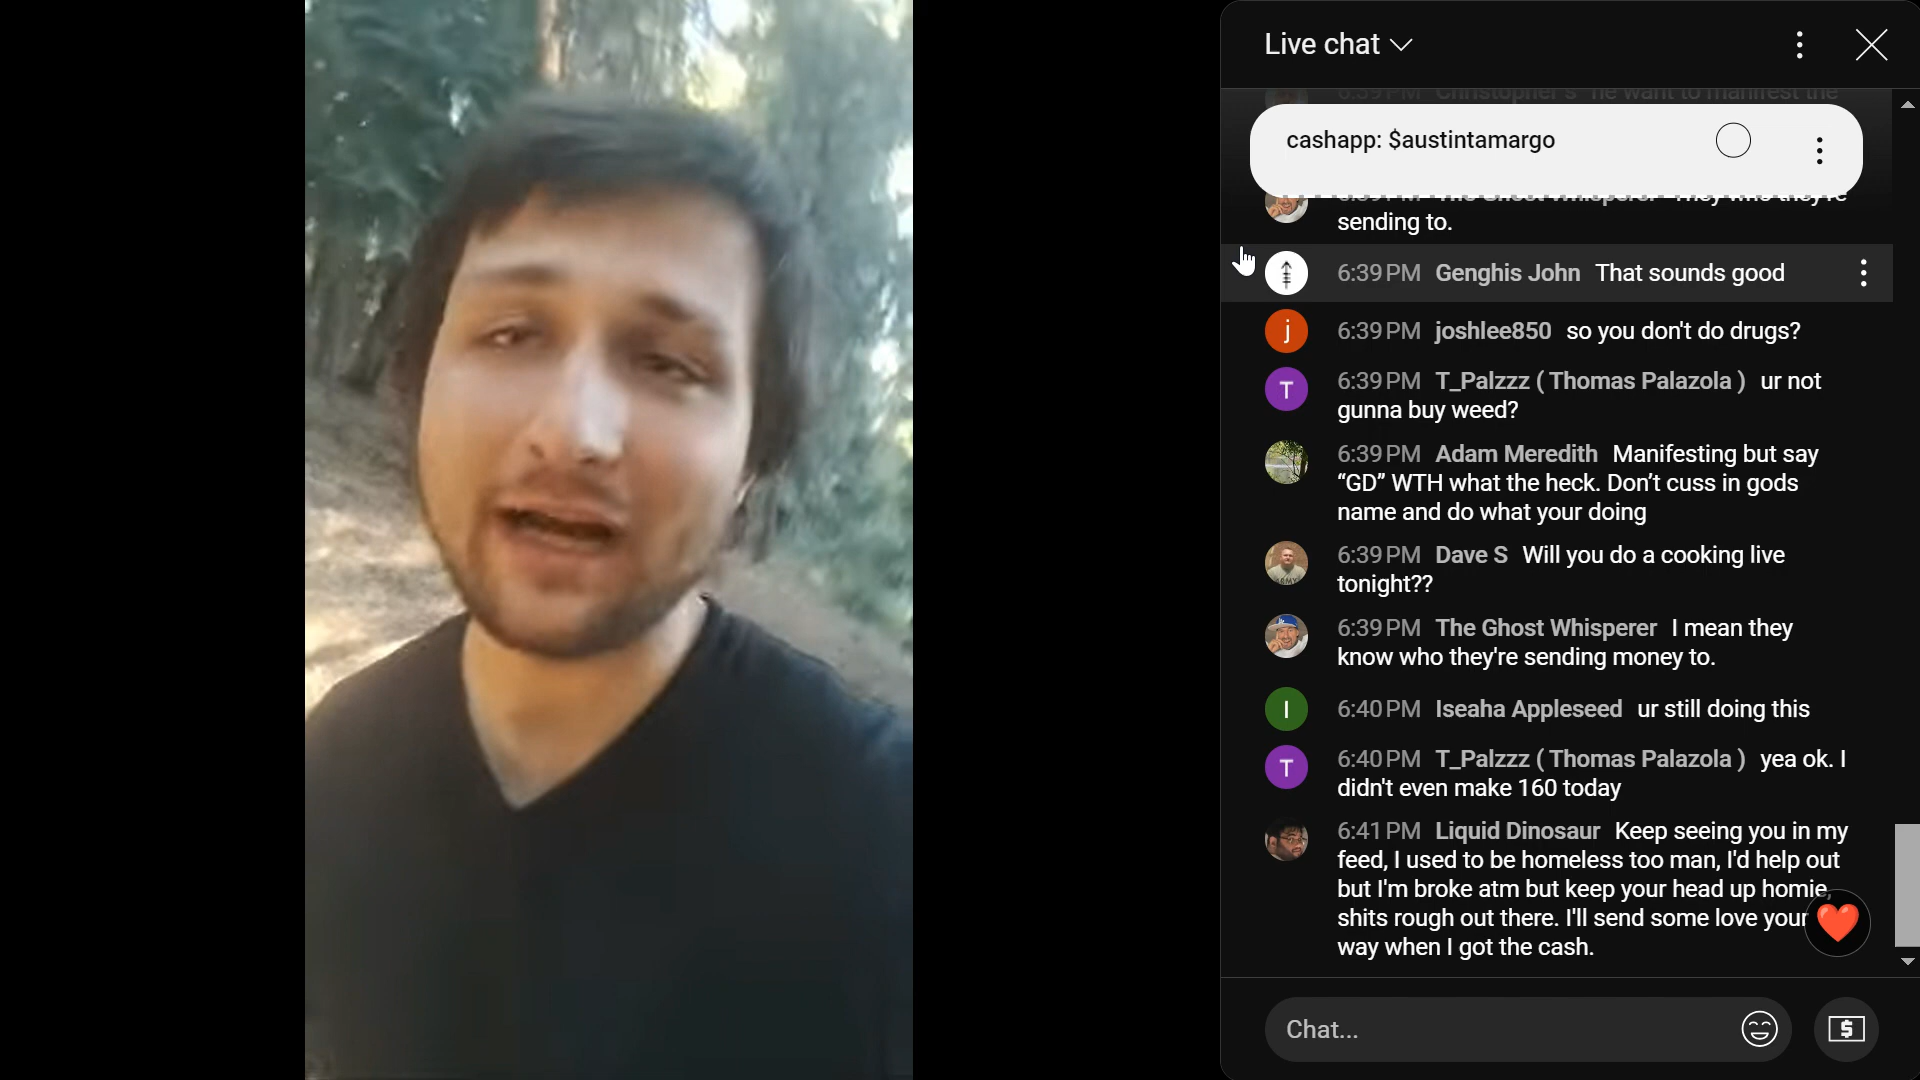 Live chat
cashapp: $austintamargo
sending to.
6:39 PM Genghis John That sounds good
6:39 PM joshlee850 so you don't do drugs?
6:39 PM T_Palzzz ( Thomas Palazola ) ur not
gunna buy weed?
6:39 PM Adam Meredith Manifesting but say
“GD” WTH what the heck. Don’t cuss in gods
name and do what your doing
6:39 PM Dave S Will you do a cooking live
tonight??
6:39 PM The Ghost Whisperer I mean they
know who they're sending money to.
6:40 PM Iseaha Appleseed ur still doing this
6:40 PM T_Palzzz ( Thomas Palazola ) yea ok. I
didn't even make 160 today
6:41 PM Liquid Dinosaur Keep seeing you in my
feed, I used to be homeless too man, I'd help out
but I'm broke atm but keep your head up homie,
shits rough out there. I'll send some love your
way when I got the cash.
Chat...